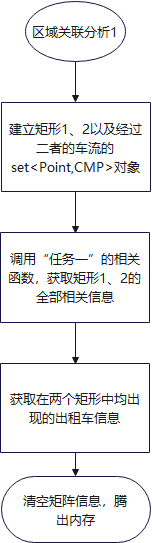 区域关联分析1
建立矩形1、2以及经过
二者的车流的
set<Point,CMP>对象
调用“任务一”的相关
函数，获取矩形1、2的
全部相关信息
获取在两个矩形中均出
现的出租车信息
清空矩阵信息，腾
出内存